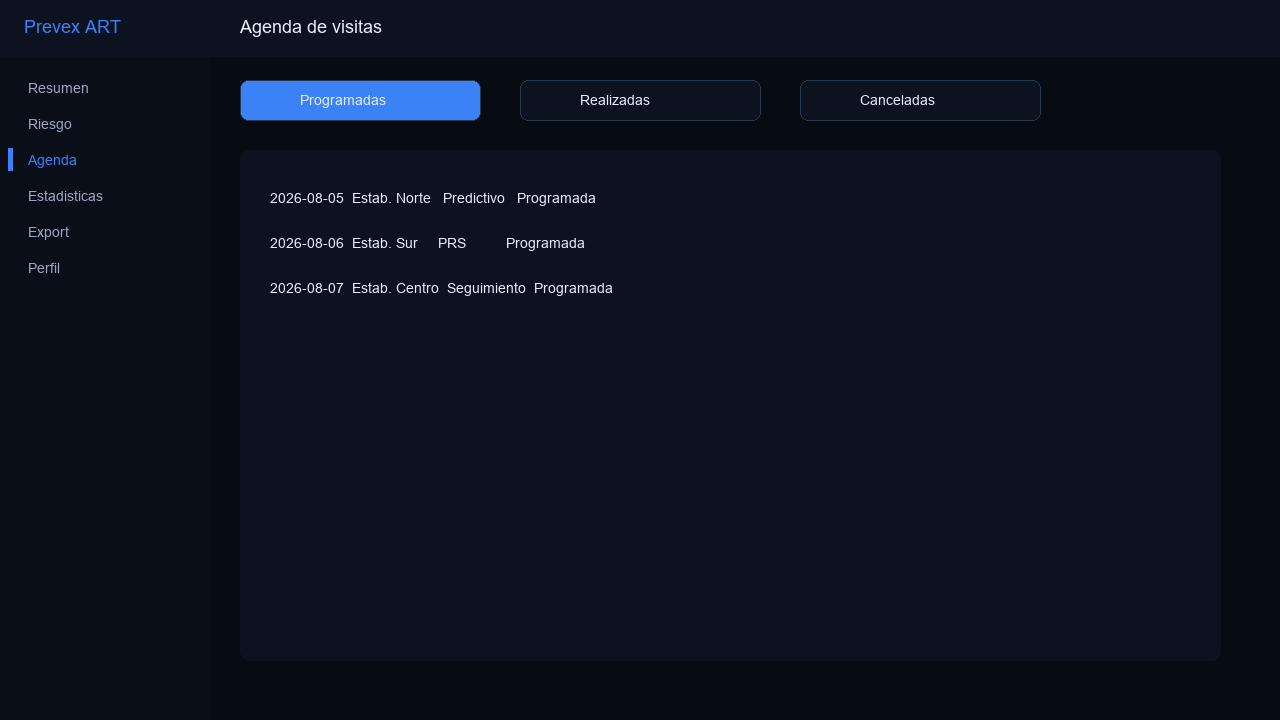 Prevex ART
Agenda de visitas
Resumen
Riesgo
Agenda
Estadisticas
Export
Perfil
Programadas
Realizadas
Canceladas
2026-08-05 Estab. Norte Predictivo Programada
2026-08-06 Estab. Sur PRS Programada
2026-08-07 Estab. Centro Seguimiento Programada